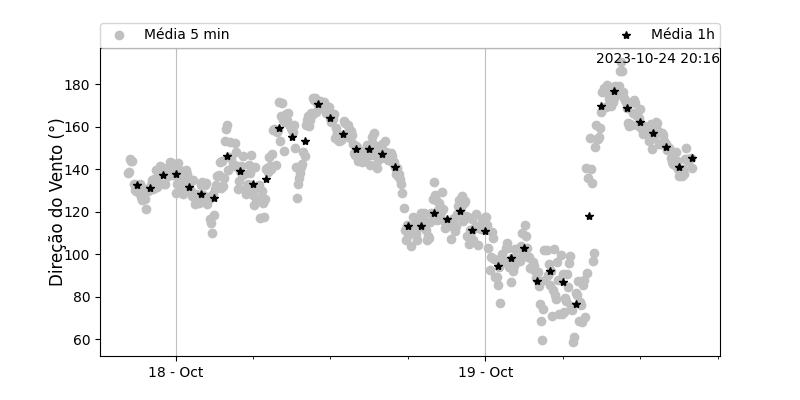 Média 5 min
Média 1h
2023-10-24 20:16
Direção do Vento (°)
180
160
140
120
100
80
60
18 - Oct
19 - Oct